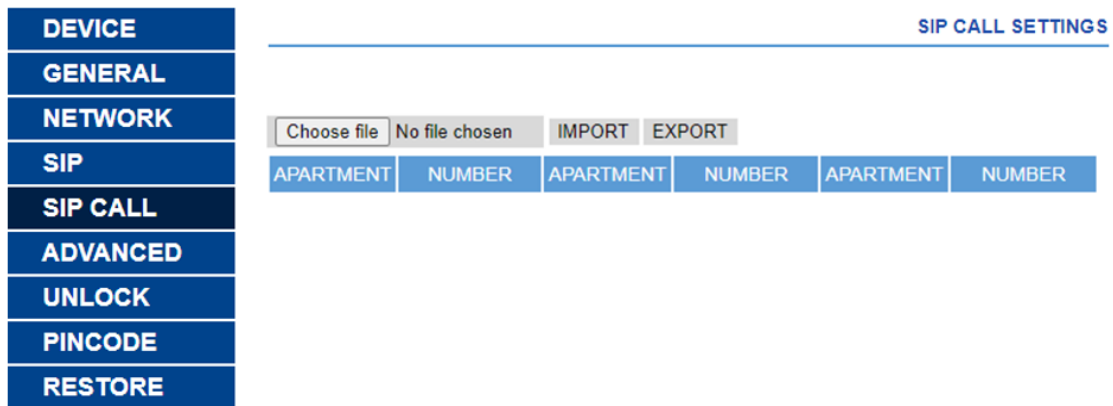 DEVICE
GENERAL
NETWORK
SIP
SIP CALL
ADVANCED
UNLOCK
PINCODE
RESTORE
SIP CALL SETTINGS
Choose file No file chosen IMPORT EXPORT
APARTMENT NUMBER APARTMENT NUMBER APARTMENT NUMBER